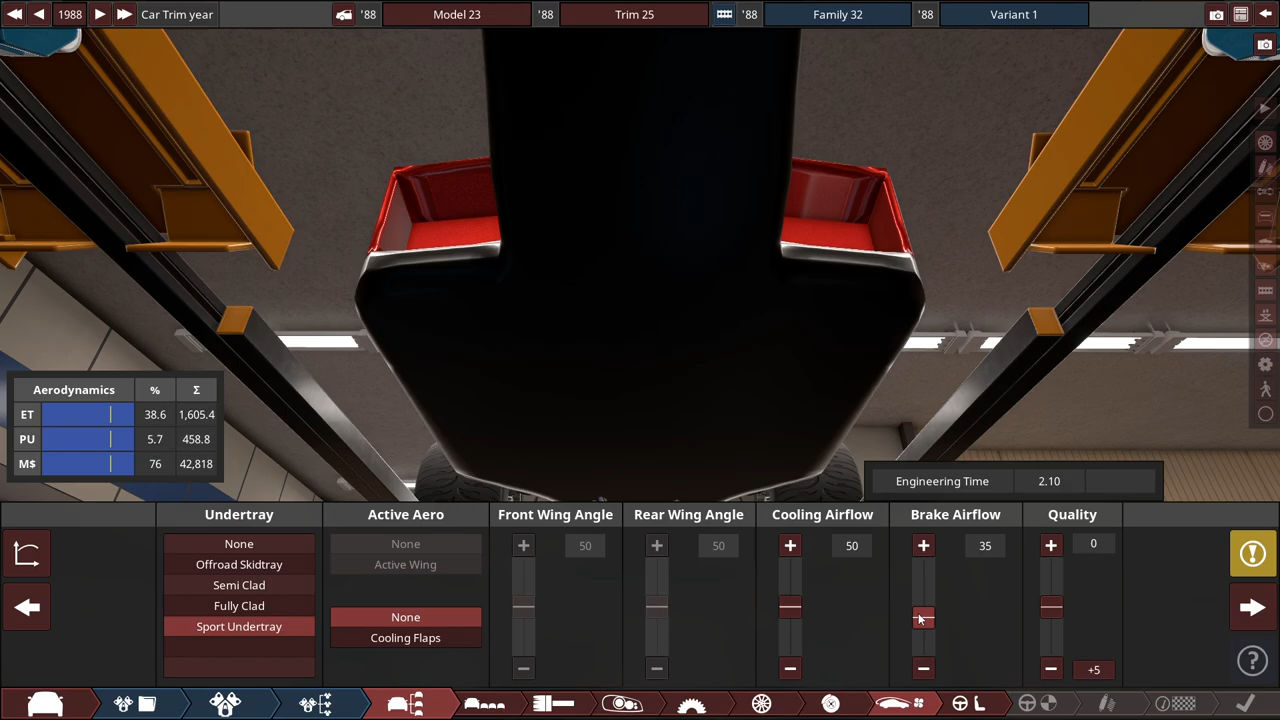 1988 Car Trim year '88 Model 23 '88 Trim 25 '88 Family 32 '88 Variant 1
Aerodynamics % Σ
ET 38.6 1,605.4
PU 5.7 458.8
M$ 76 42,818
Engineering Time 2.10
Undertray
None
Offroad Skidtray
Semi Clad
Fully Clad
Sport Undertray
Active Aero
None
Active Wing
None
Cooling Flaps
Front Wing Angle
+ 50
−
Rear Wing Angle
+ 50
−
Cooling Airflow
+ 50
−
Brake Airflow
+ 35
−
Quality
+ 0
− +5
?